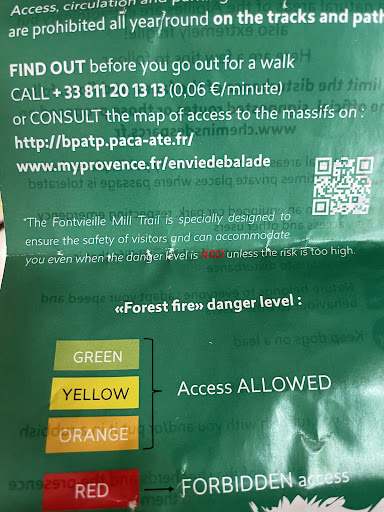 Access, circulation and
are prohibited all year round on the tracks and path
FIND OUT before you go out for a walk
CALL + 33 811 20 13 13 (0,06 €/minute)
or CONSULT the map of access to the massifs on :
http://bpatp.paca-ate.fr/
www.myprovence.fr/enviedebalade
*The Fontvieille Mill Trail is specially designed to
ensure the safety of visitors and can accommodate
you even when the danger level is RED unless the risk is too high.
«Forest fire» danger level :
GREEN
YELLOW
ORANGE
Access ALLOWED
RED
FORBIDDEN access